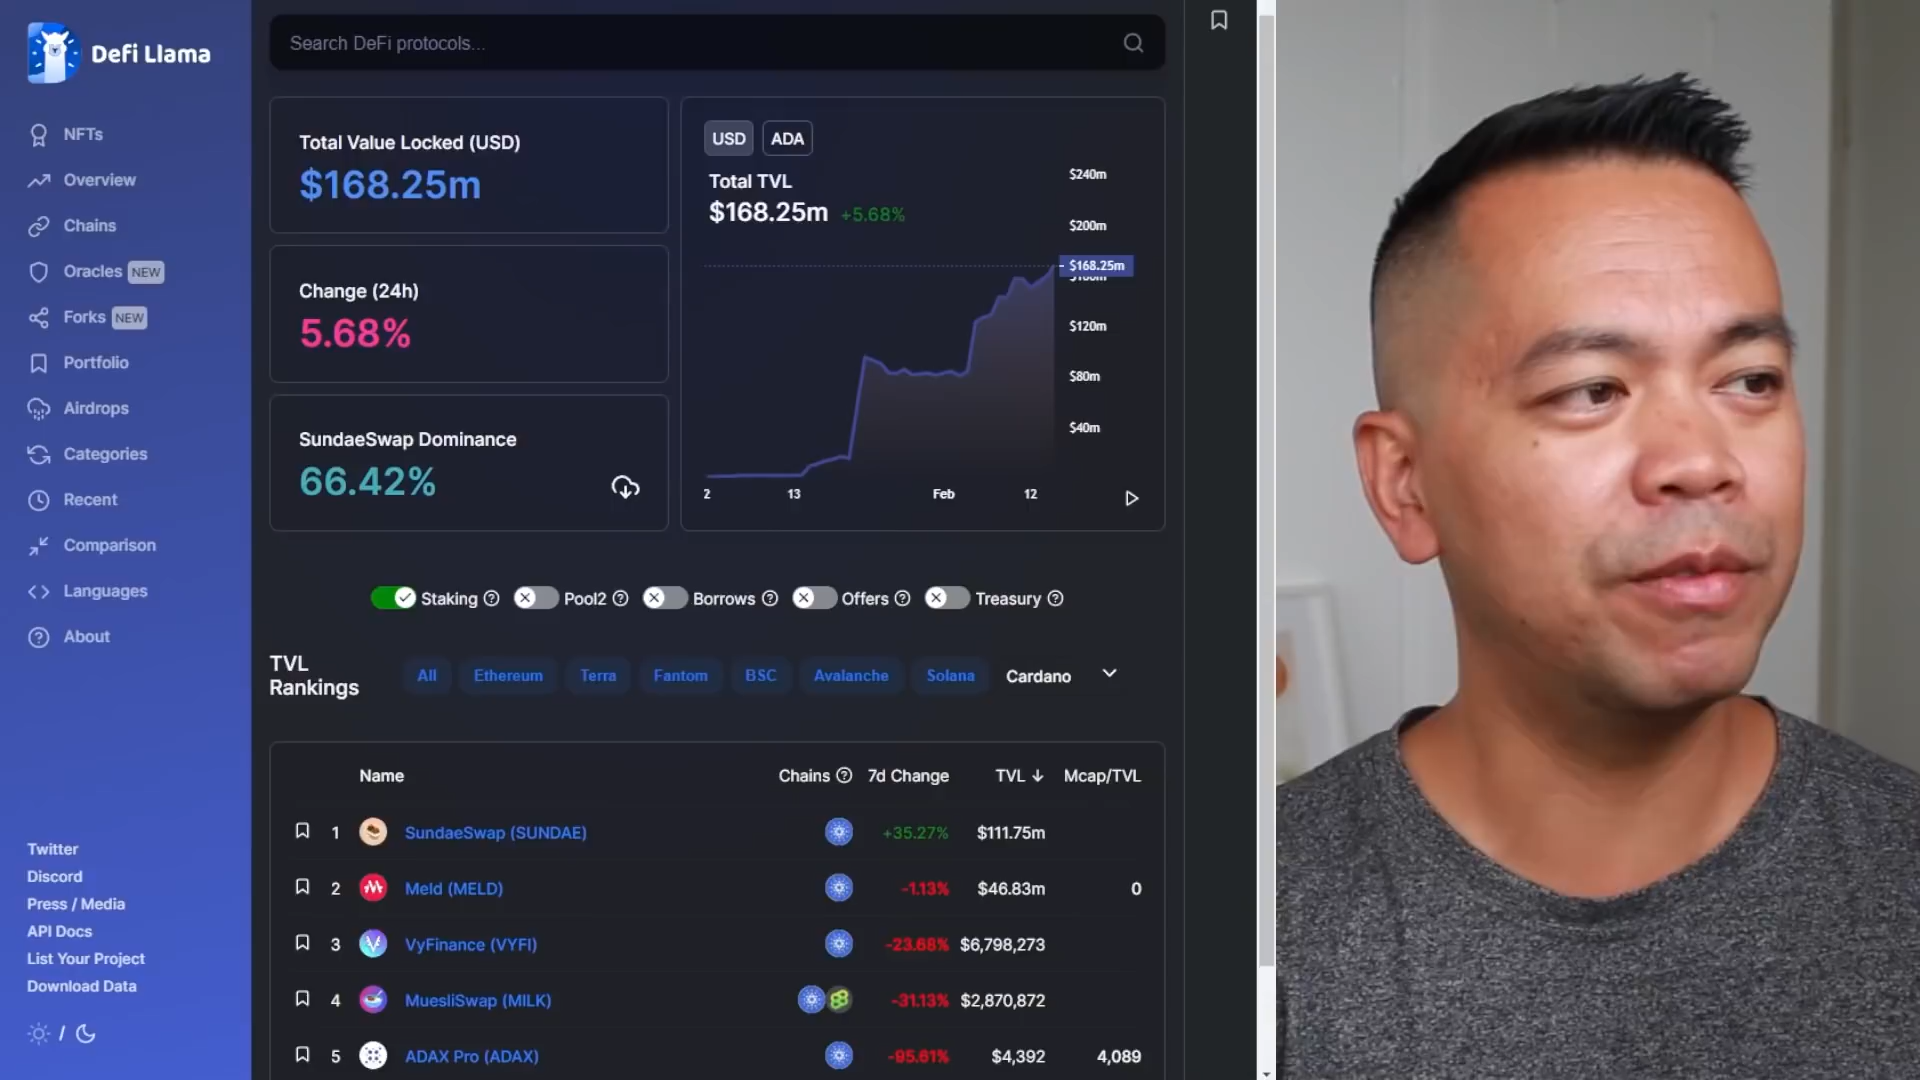 Defi Llama
NFTs
Overview
Chains
Oracles NEW
Forks NEW
Portfolio
Airdrops
Categories
Recent
Comparison
Languages
About
Twitter
Discord
Press / Media
API Docs
List Your Project
Download Data
/
Search DeFi protocols...
Total Value Locked (USD)
$168.25m
Change (24h)
5.68%
SundaeSwap Dominance
66.42%
USD ADA
Total TVL
$168.25m +5.68%
$240m
$200m
$168.25m
$120m
$80m
$40m
2 13 Feb 12
Staking Pool2 Borrows Offers Treasury
TVL
Rankings
All Ethereum Terra Fantom BSC Avalanche Solana Cardano
Name Chains 7d Change TVL Mcap/TVL
1 SundaeSwap (SUNDAE) +35.27% $111.75m
2 Meld (MELD) -1.13% $46.83m 0
3 VyFinance (VYFI) -23.68% $6,798,273
4 MuesliSwap (MILK) -31.13% $2,870,872
5 ADAX Pro (ADAX) -95.61% $4,392 4,089